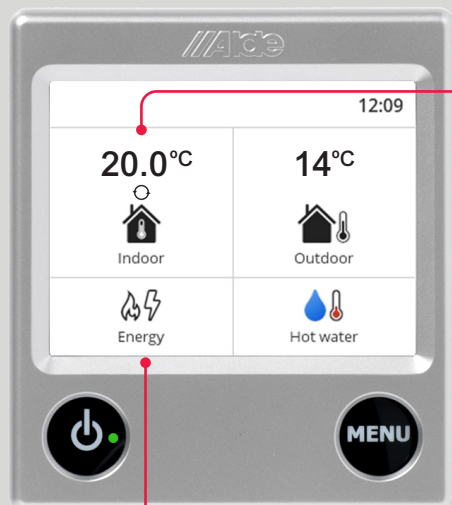 Alde
12:09
20.0°C
14°C
Indoor
Outdoor
Energy
Hot water
MENU